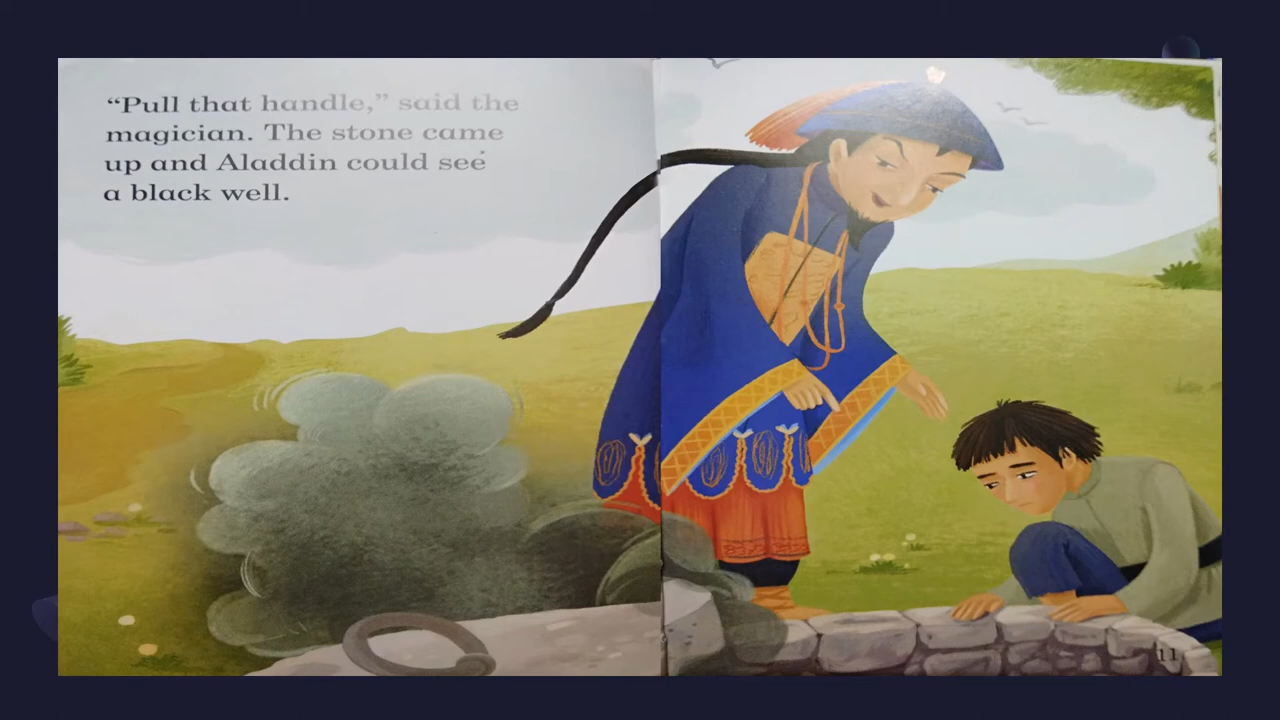 “Pull that handle,” said the
magician. The stone came
up and Aladdin could see
a black well.
11